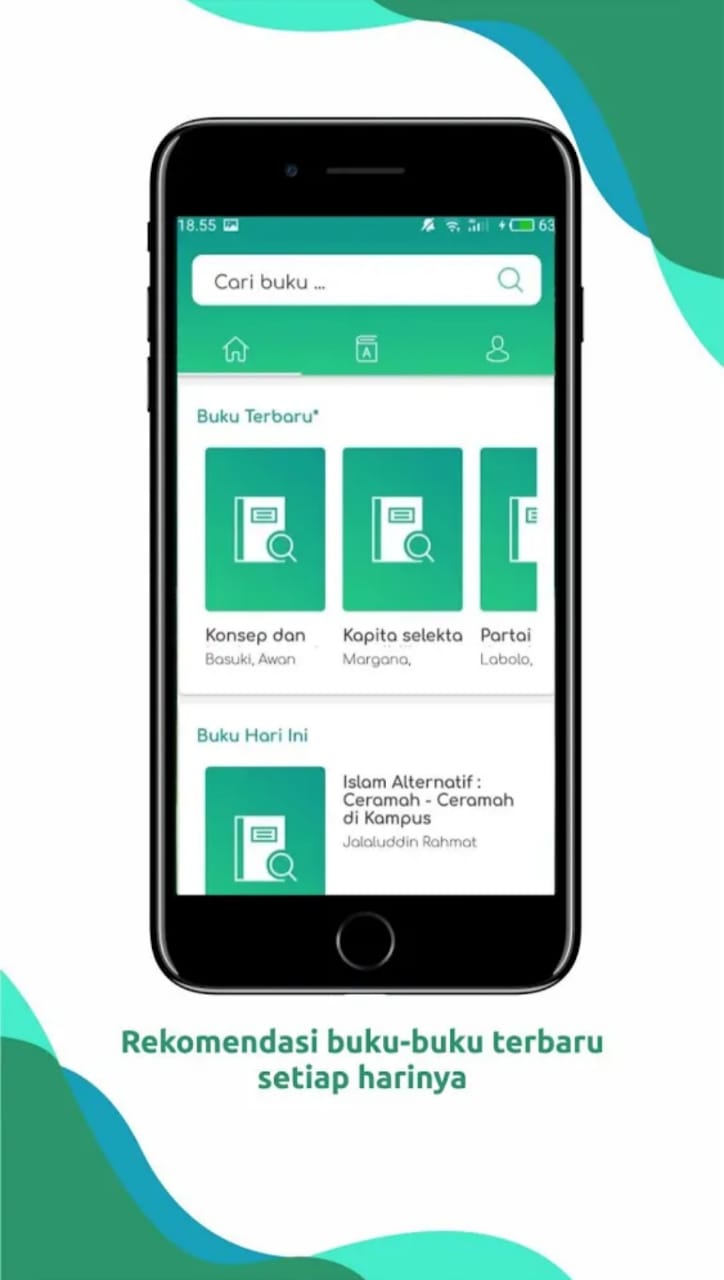 18.55
63
Cari buku ...
A
Buku Terbaru*
Konsep dan
Basuki, Awan
Kapita selekta
Margana,
Partai
Labolo,
Buku Hari Ini
Islam Alternatif :
Ceramah - Ceramah
di Kampus
Jalaluddin Rahmat
Rekomendasi buku-buku terbaru
setiap harinya